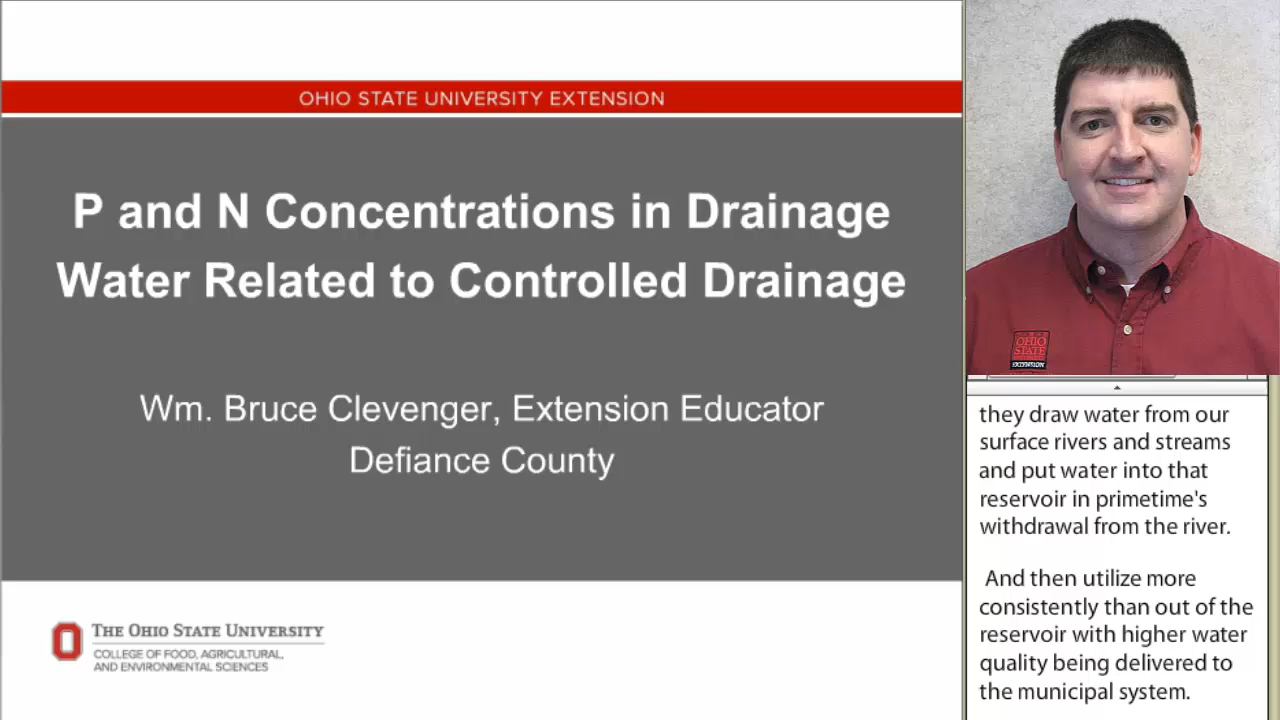 OHIO STATE UNIVERSITY EXTENSION
P and N Concentrations in Drainage
Water Related to Controlled Drainage
Wm. Bruce Clevenger, Extension Educator
Defiance County
THE OHIO STATE UNIVERSITY
COLLEGE OF FOOD, AGRICULTURAL,
AND ENVIRONMENTAL SCIENCES
OHIO
STATE
EXTENSION
they draw water from our
surface rivers and streams
and put water into that
reservoir in primetime's
withdrawal from the river.
And then utilize more
consistently than out of the
reservoir with higher water
quality being delivered to
the municipal system.